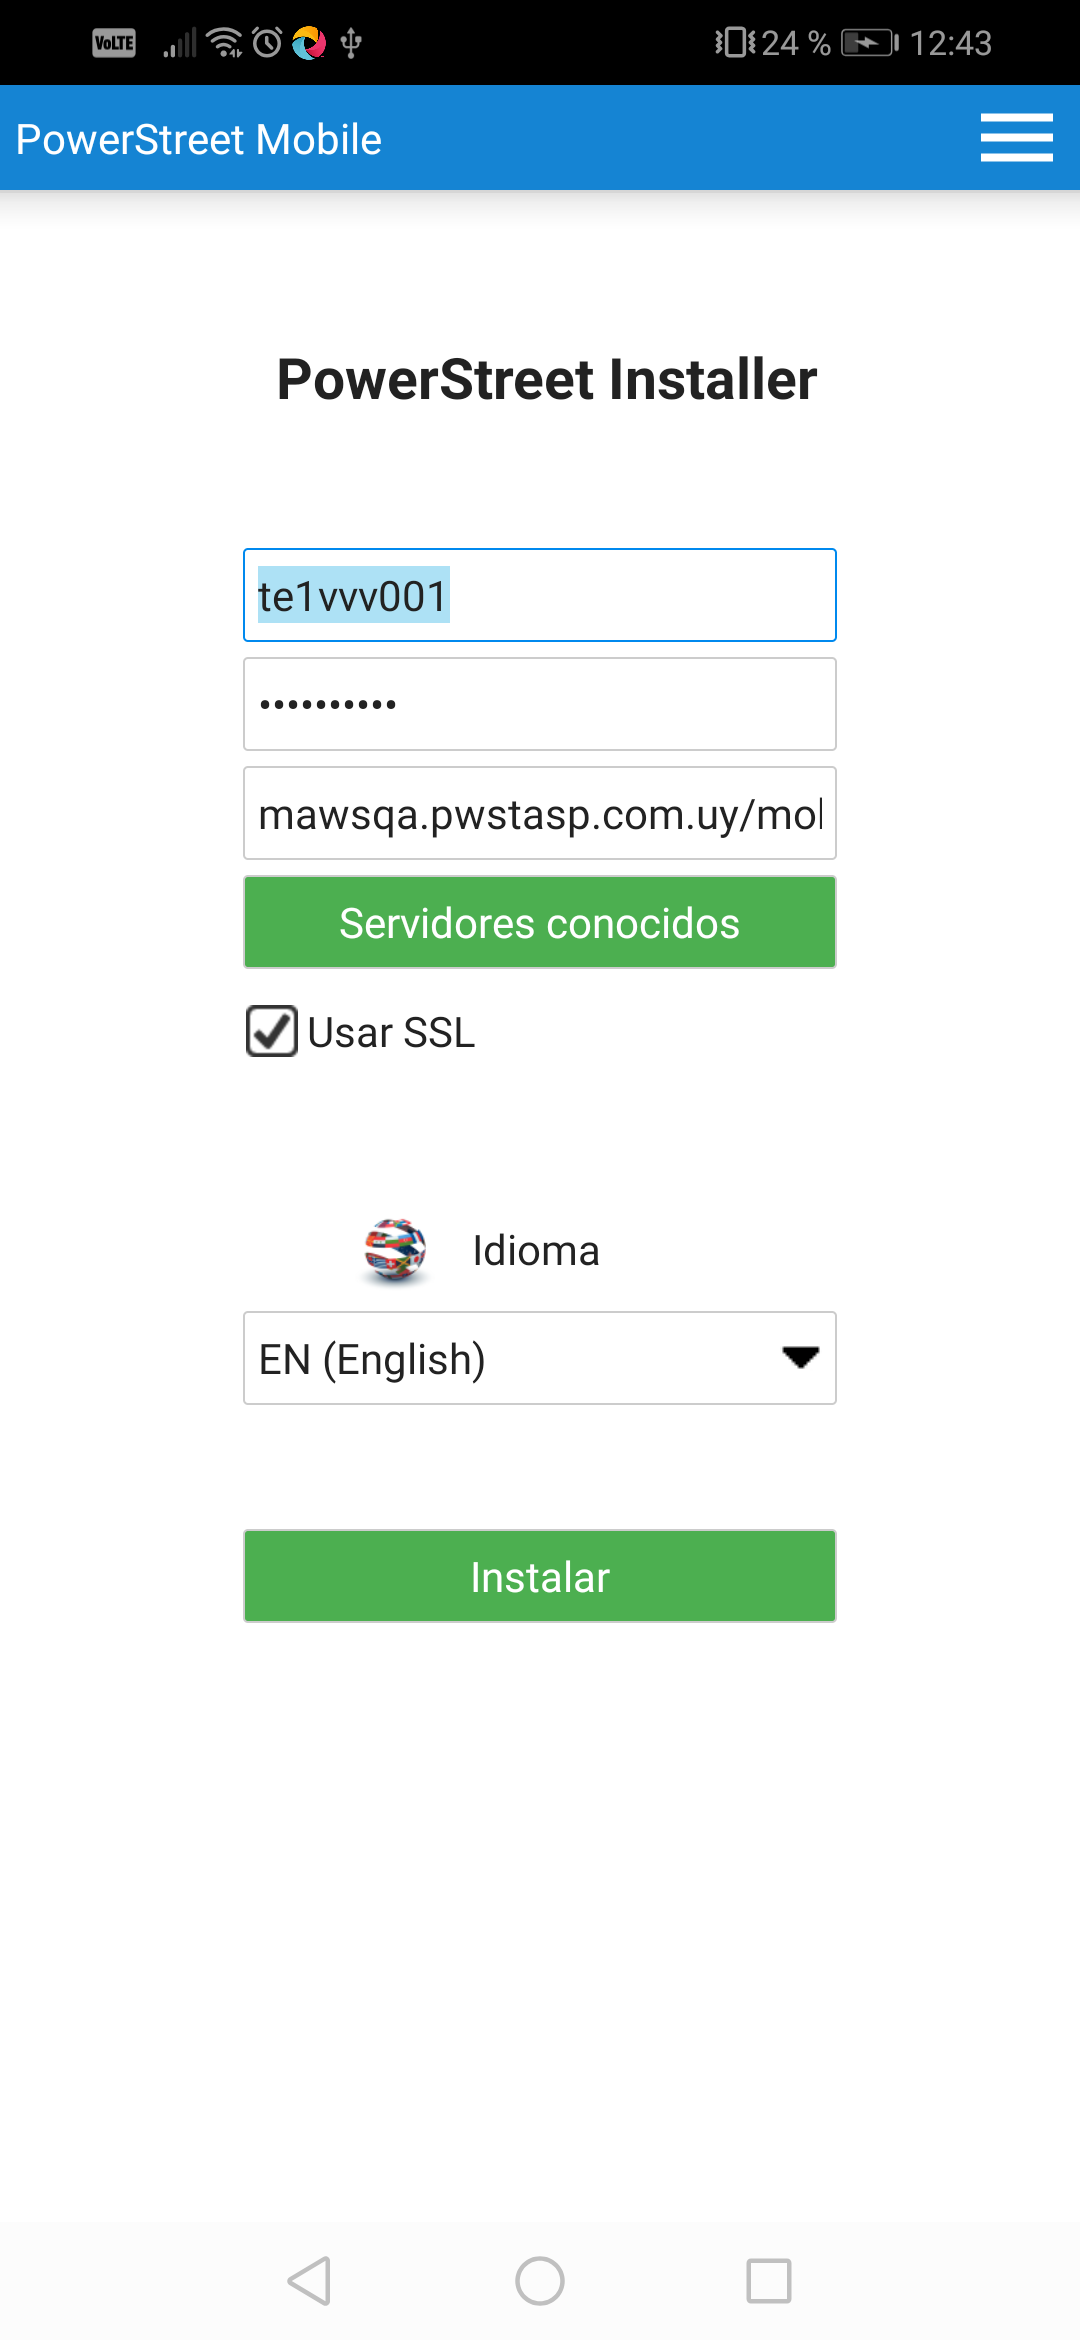 VoLTE 24 % 12:43
PowerStreet Mobile
PowerStreet Installer
te1vvv001
••••••••••
mawsqa.pwstasp.com.uy/mo
Servidores conocidos
Usar SSL
Idioma
EN (English)
Instalar